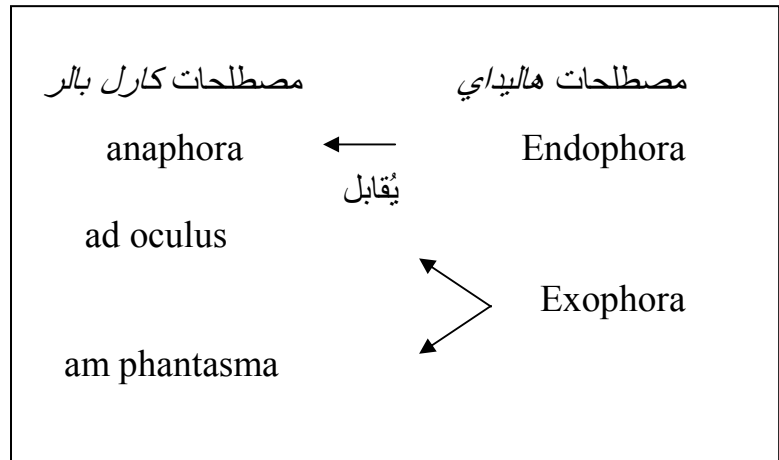 مصطلحات هاليداي مصطلحات كارل بالر
Endophora anaphora
يُقابل
ad oculus
Exophora
am phantasma